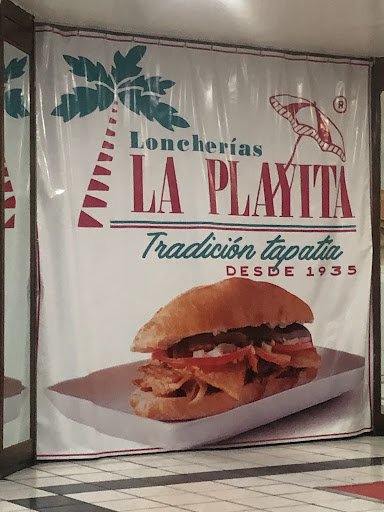 ®
Loncherías
LA PLAYITA
Tradición tapatía
DESDE 1935